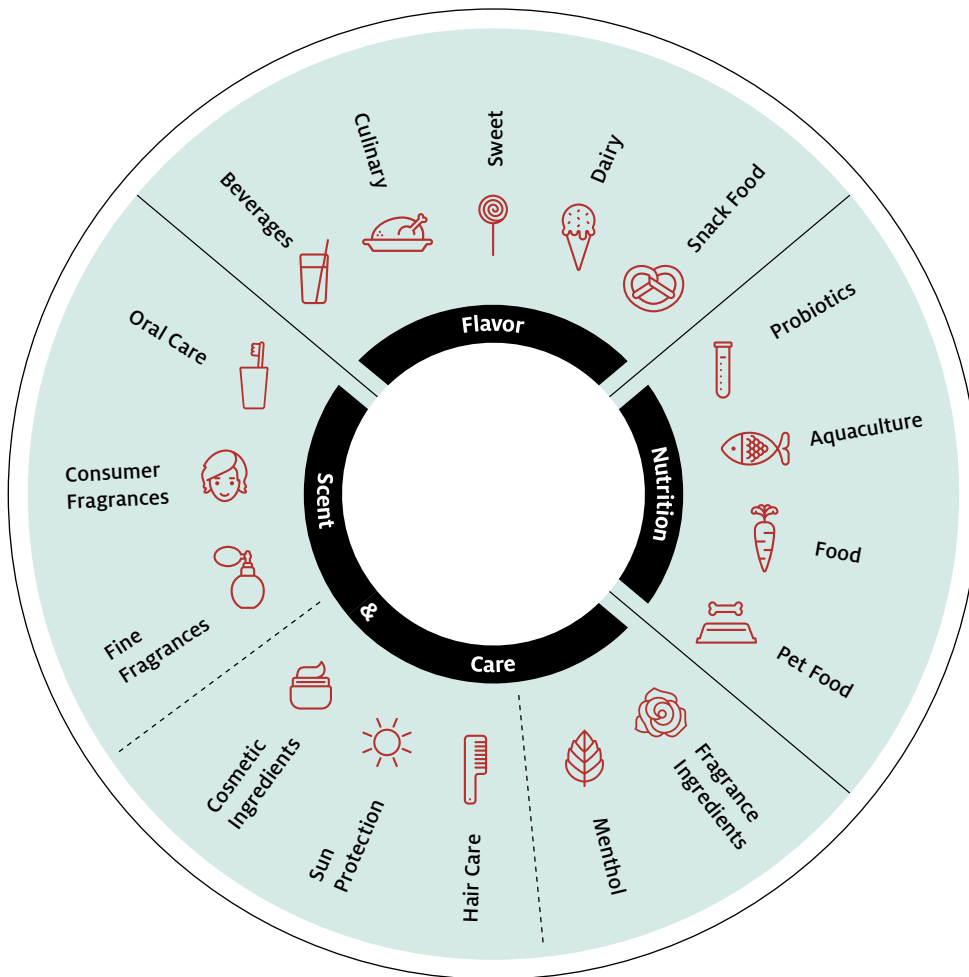 Flavor
Beverages
Culinary
Sweet
Dairy
Snack Food
Nutrition
Probiotics
Aquaculture
Food
Pet Food
Scent
&
Care
Fragrance
Ingredients
Menthol
Hair Care
Sun
Protection
Cosmetic
Ingredients
Fine
Fragrances
Consumer
Fragrances
Oral Care